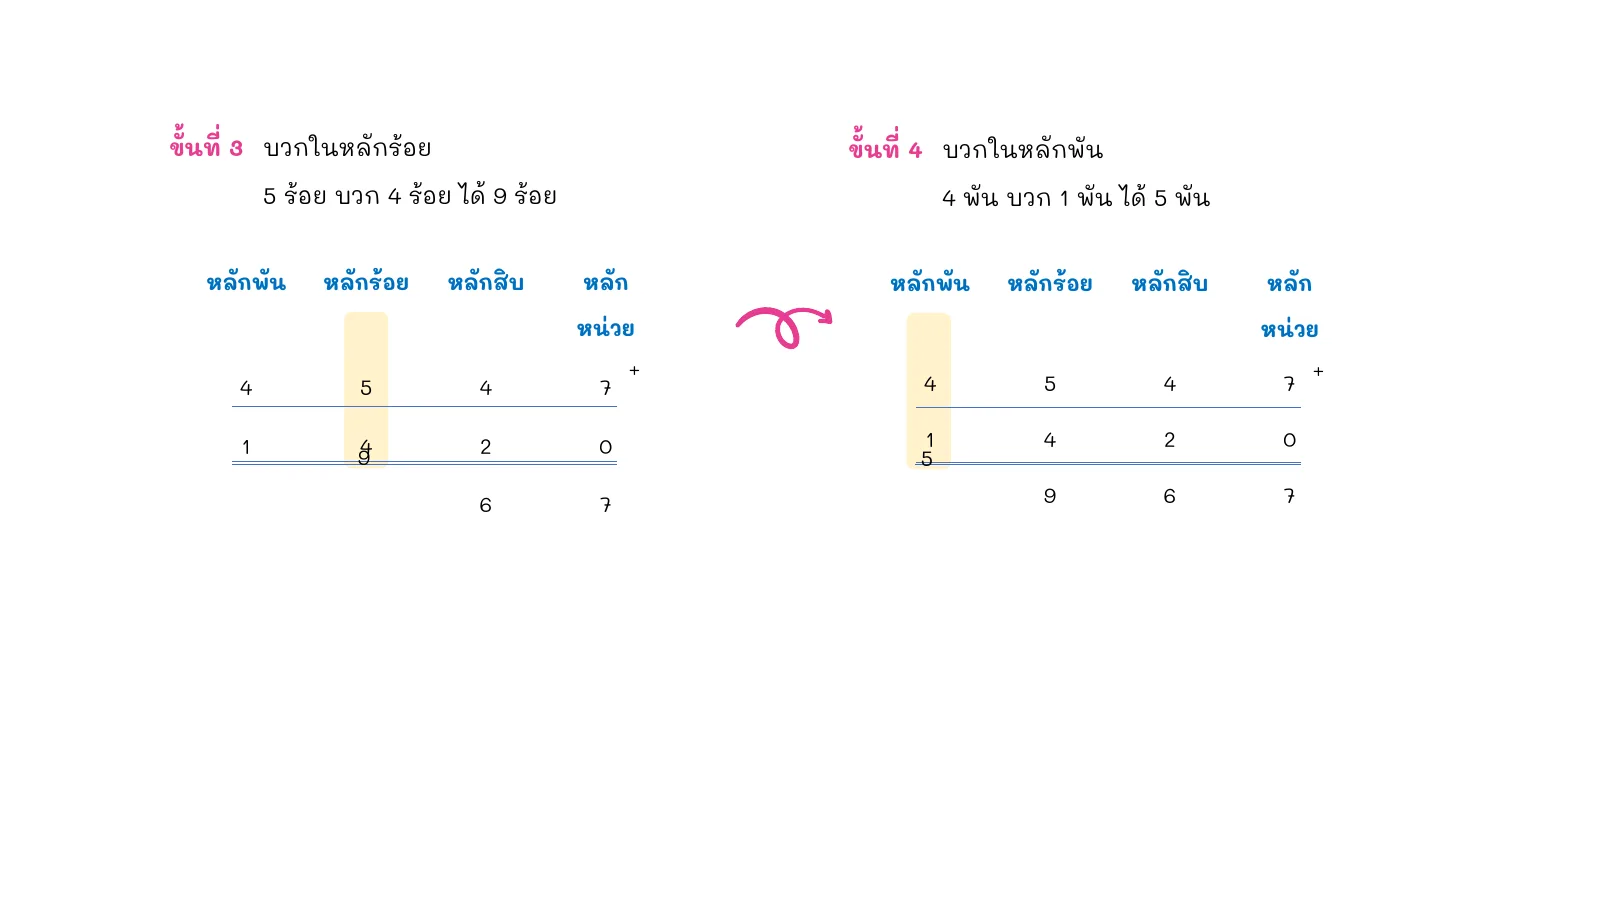 ขั้นที่ 3 บวกในหลักร้อย
5 ร้อย บวก 4 ร้อย ได้ 9 ร้อย
หลักพัน หลักร้อย หลักสิบ หลัก
หน่วย
+
4 5 4 7
1 4 2 0
9
6 7
ขั้นที่ 4 บวกในหลักพัน
4 พัน บวก 1 พัน ได้ 5 พัน
หลักพัน หลักร้อย หลักสิบ หลัก
หน่วย
+
4 5 4 7
1 4 2 0
5
9 6 7